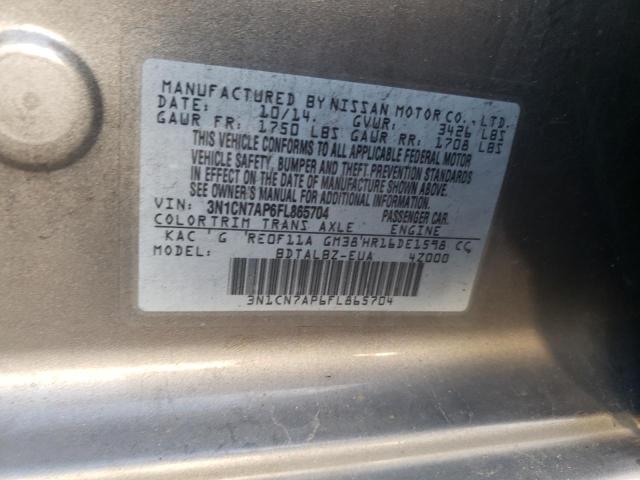 MANUFACTURED BY NISSAN MOTOR CO., LTD.
DATE: 10/14. GVWR: 3426 LBS
GAWR FR: 1750 LBS GAWR RR: 1708 LBS
THIS VEHICLE CONFORMS TO ALL APPLICABLE FEDERAL MOTOR
VEHICLE SAFETY, BUMPER AND THEFT PREVENTION STANDARDS
IN EFFECT ON THE DATE OF MANUFACTURE SHOWN ABOVE.
SEE OWNER'S MANUAL FOR ADDITIONAL INFORMATION.
VIN: 3N1CN7AP6FL865704 PASSENGER CAR.
COLOR TRIM TRANS AXLE ENGINE
KAC 'G RE0F11A GM38'HR16DE1598 CC
MODEL: BDTALBZ-EUA 4Z000
3N1CN7AP6FL865704